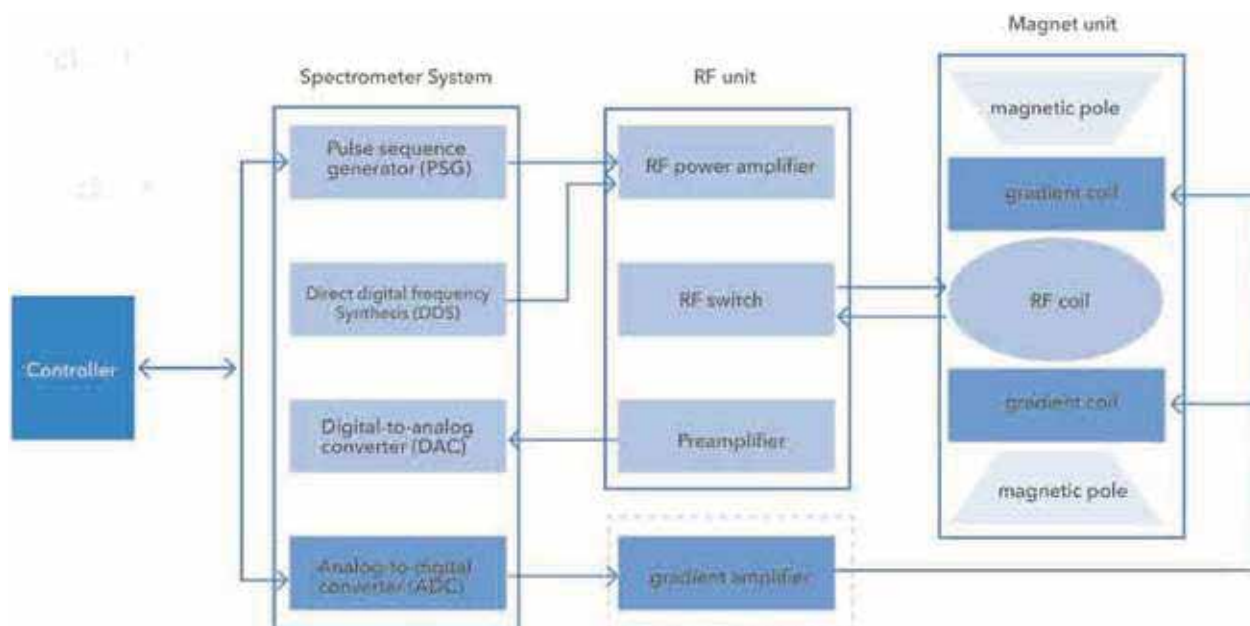 Magnet unit
Spectrometer System
RF unit
magnetic pole
Pulse sequence
generator (PSG)
RF power amplifier
gradient coil
Direct digital frequency
Synthesis (DDS)
RF switch
RF coil
Controller
Digital-to-analog
converter (DAC)
Preamplifier
gradient coil
magnetic pole
Analog-to-digital
converter (ADC)
gradient amplifier